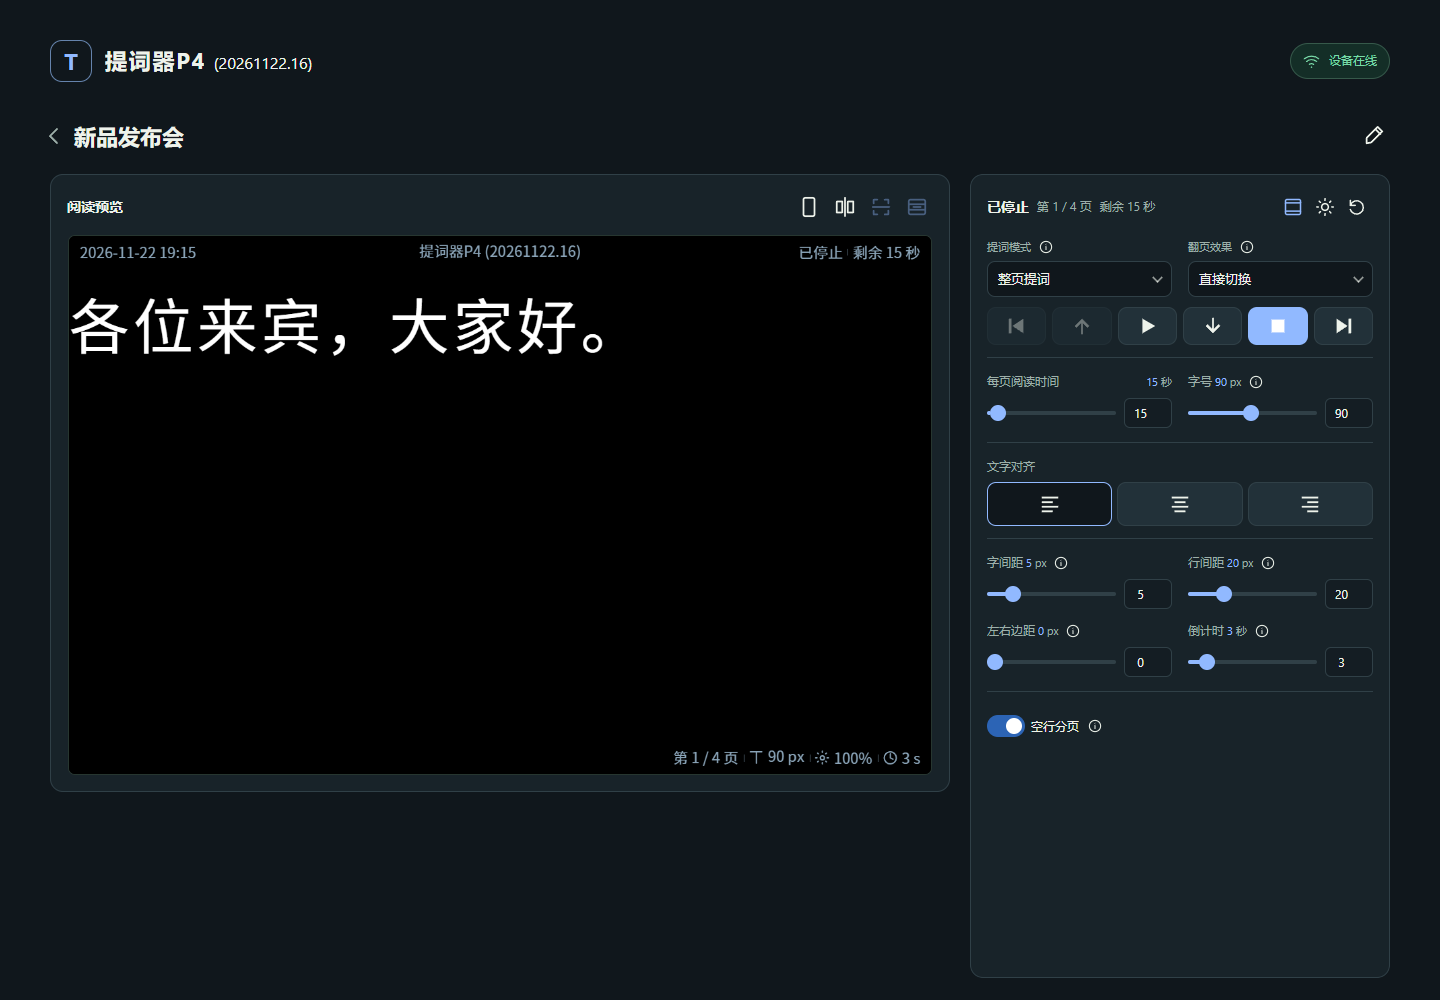 T 提词器P4 (20261122.16) 设备在线
新品发布会
阅读预览
2026-11-22 19:15 提词器P4 (20261122.16) 已停止 剩余 15 秒
各位来宾，大家好。
第 1 / 4 页 90 px 100% 3 s
已停止 第 1 / 4 页 剩余 15 秒
提词模式 翻页效果
整页提词 直接切换
每页阅读时间 15 秒 字号 90 px
15 90
文字对齐
字间距 5 px 行间距 20 px
5 20
左右边距 0 px 倒计时 3 秒
0 3
空行分页